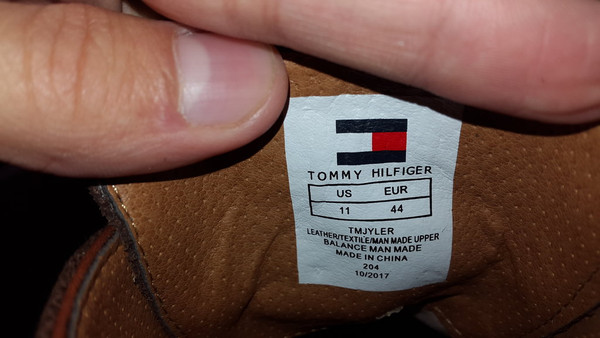 TOMMY HILFIGER
US EUR
11 44
TMJYLER
LEATHER/TEXTILE/MAN MADE UPPER
BALANCE MAN MADE
MADE IN CHINA
204
10/2017